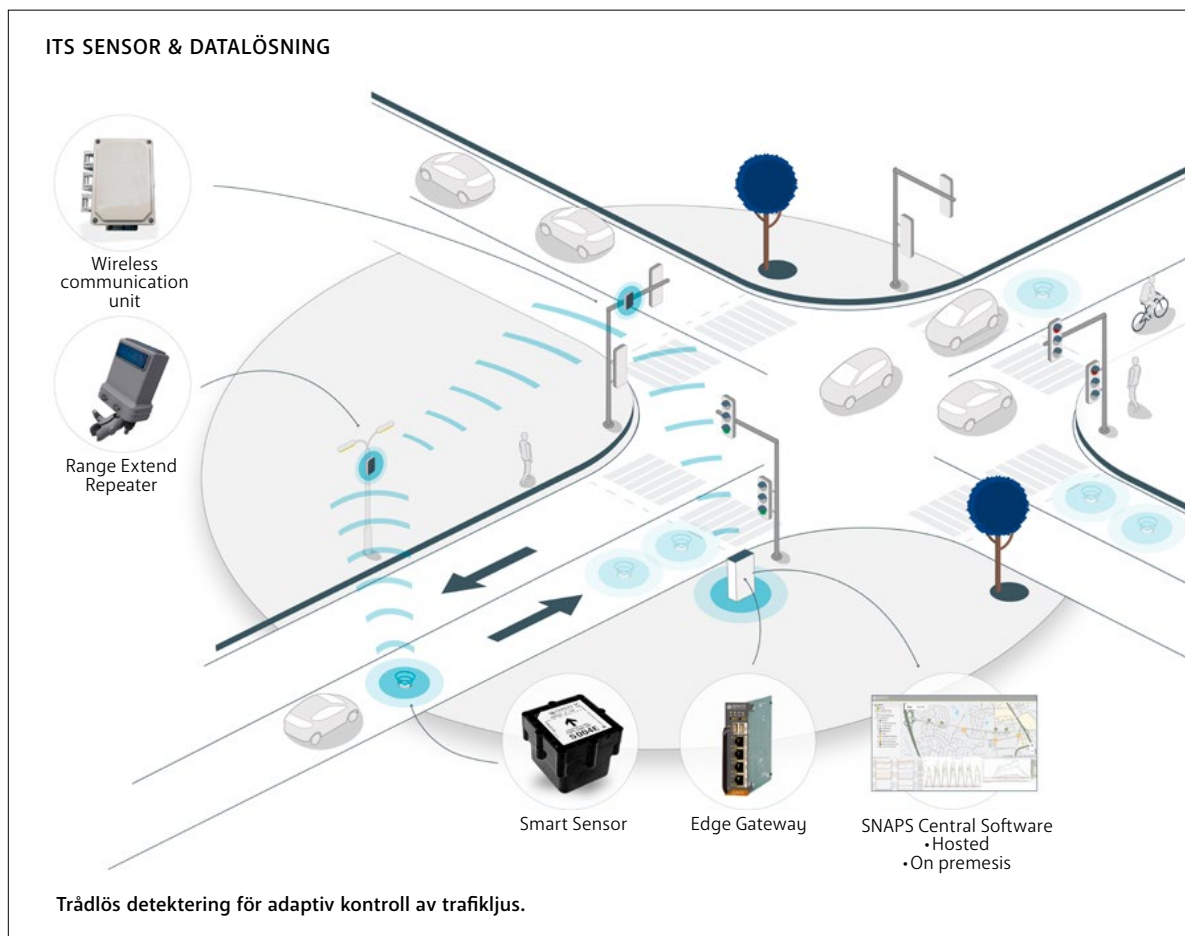 ITS SENSOR & DATALÖSNING
Wireless
communication
unit
Range Extend
Repeater
S004E
Smart Sensor
Edge Gateway
SNAPS Central Software
• Hosted
• On premesis
Trådlös detektering för adaptiv kontroll av trafikljus.